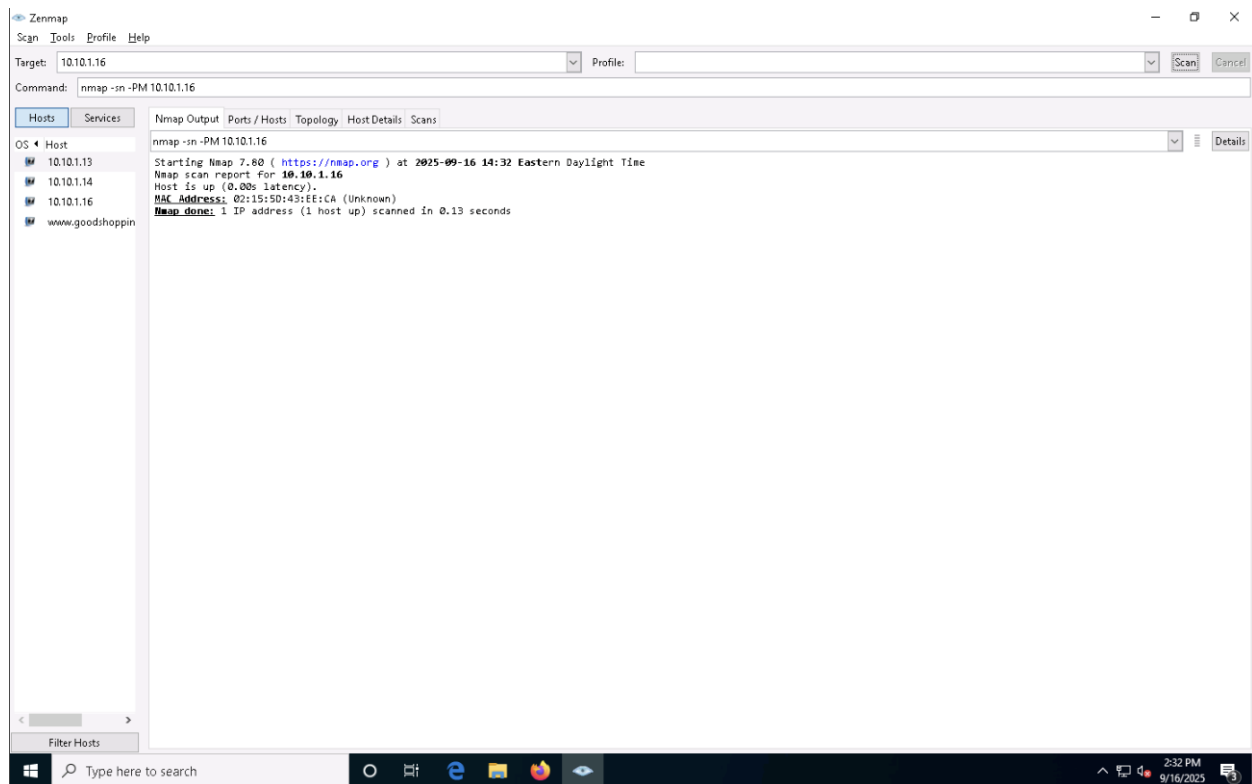 Zenmap
Scan Tools Profile Help
Target: 10.10.1.16 Profile: Scan Cancel
Command: nmap -sn -PM 10.10.1.16
Hosts Services Nmap Output Ports / Hosts Topology Host Details Scans
OS Host nmap -sn -PM 10.10.1.16 Details
10.10.1.13
10.10.1.14
10.10.1.16
www.goodshoppin
Starting Nmap 7.80 ( https://nmap.org ) at 2025-09-16 14:32 Eastern Daylight Time
Nmap scan report for 10.10.1.16
Host is up (0.00s latency).
MAC Address: 02:15:5D:43:EE:CA (Unknown)
Nmap done: 1 IP address (1 host up) scanned in 0.13 seconds
Filter Hosts
Type here to search
2:32 PM
9/16/2025
3